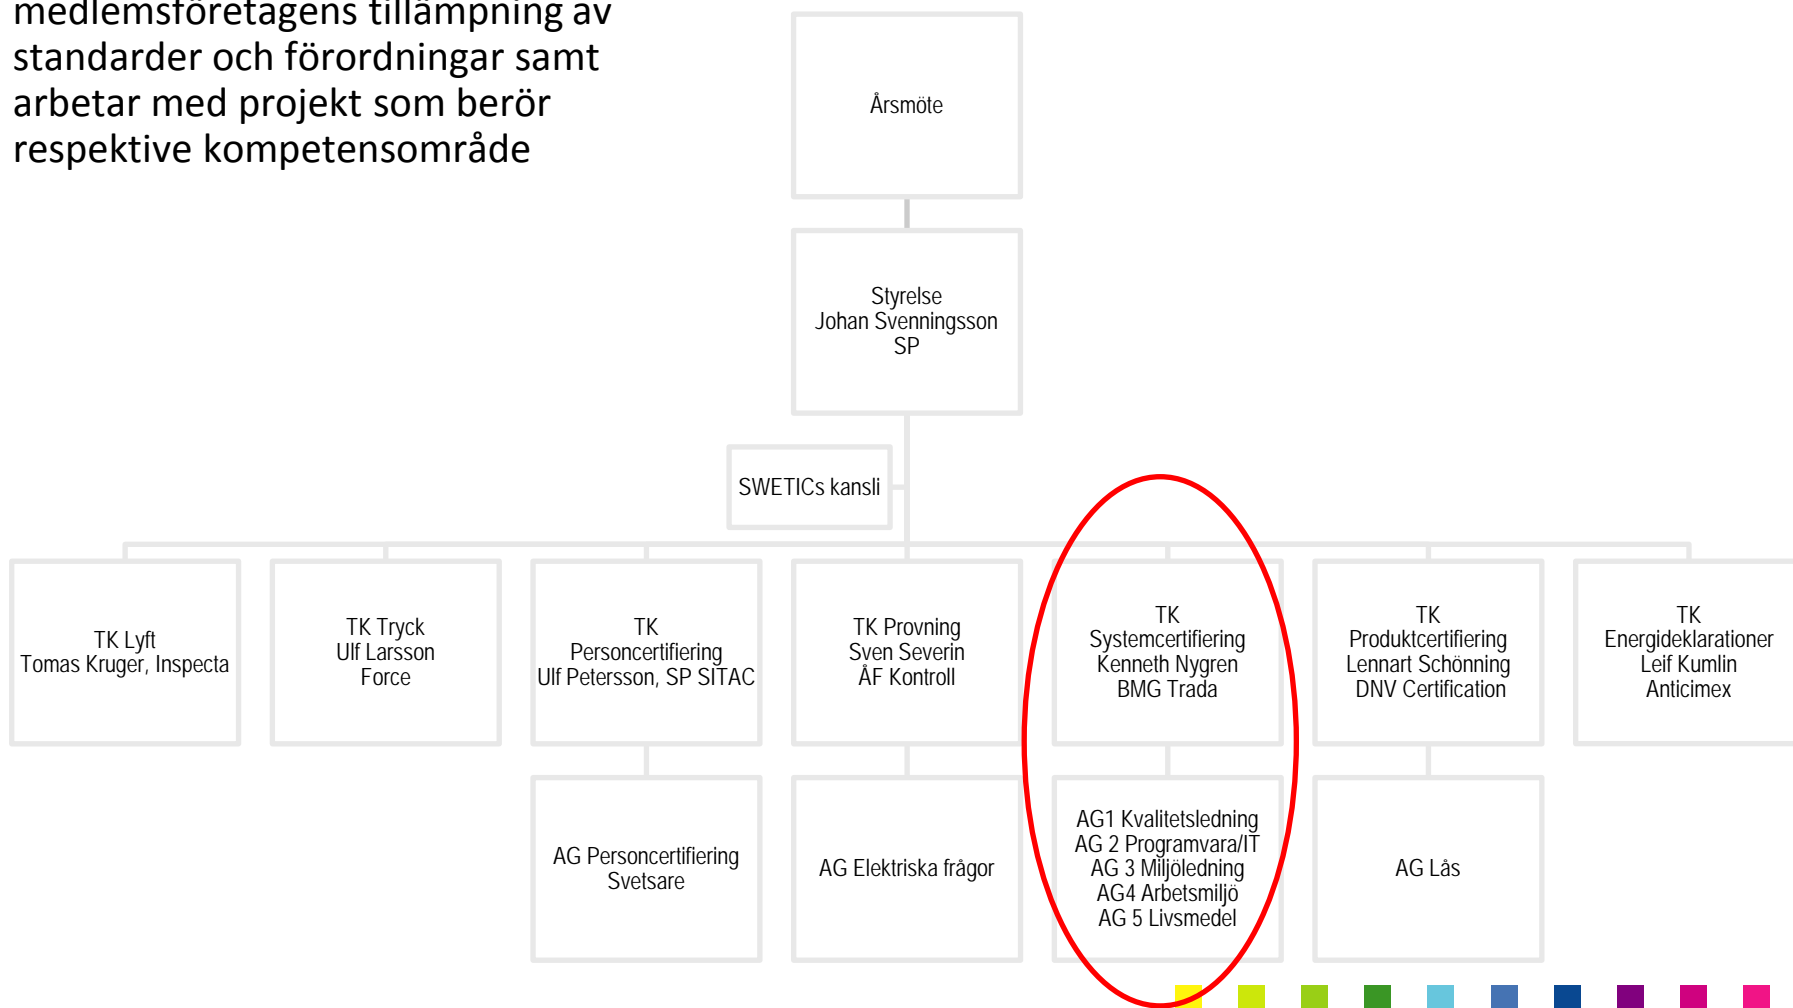 medlemsföretagens tillämpning av
standarder och förordningar samt
arbetar med projekt som berör
respektive kompetensområde
Årsmöte
Styrelse
Johan Svenningsson
SP
SWETICs kansli
TK Lyft
Tomas Kruger, Inspecta
TK Tryck
Ulf Larsson
Force
TK
Personcertifiering
Ulf Petersson, SP SITAC
TK Provning
Sven Severin
ÅF Kontroll
TK
Systemcertifiering
Kenneth Nygren
BMG Trada
TK
Produktcertifiering
Lennart Schönning
DNV Certification
TK
Energideklarationer
Leif Kumlin
Anticimex
AG Personcertifiering
Svetsare
AG Elektriska frågor
AG1 Kvalitetsledning
AG 2 Programvara/IT
AG 3 Miljöledning
AG4 Arbetsmiljö
AG 5 Livsmedel
AG Lås